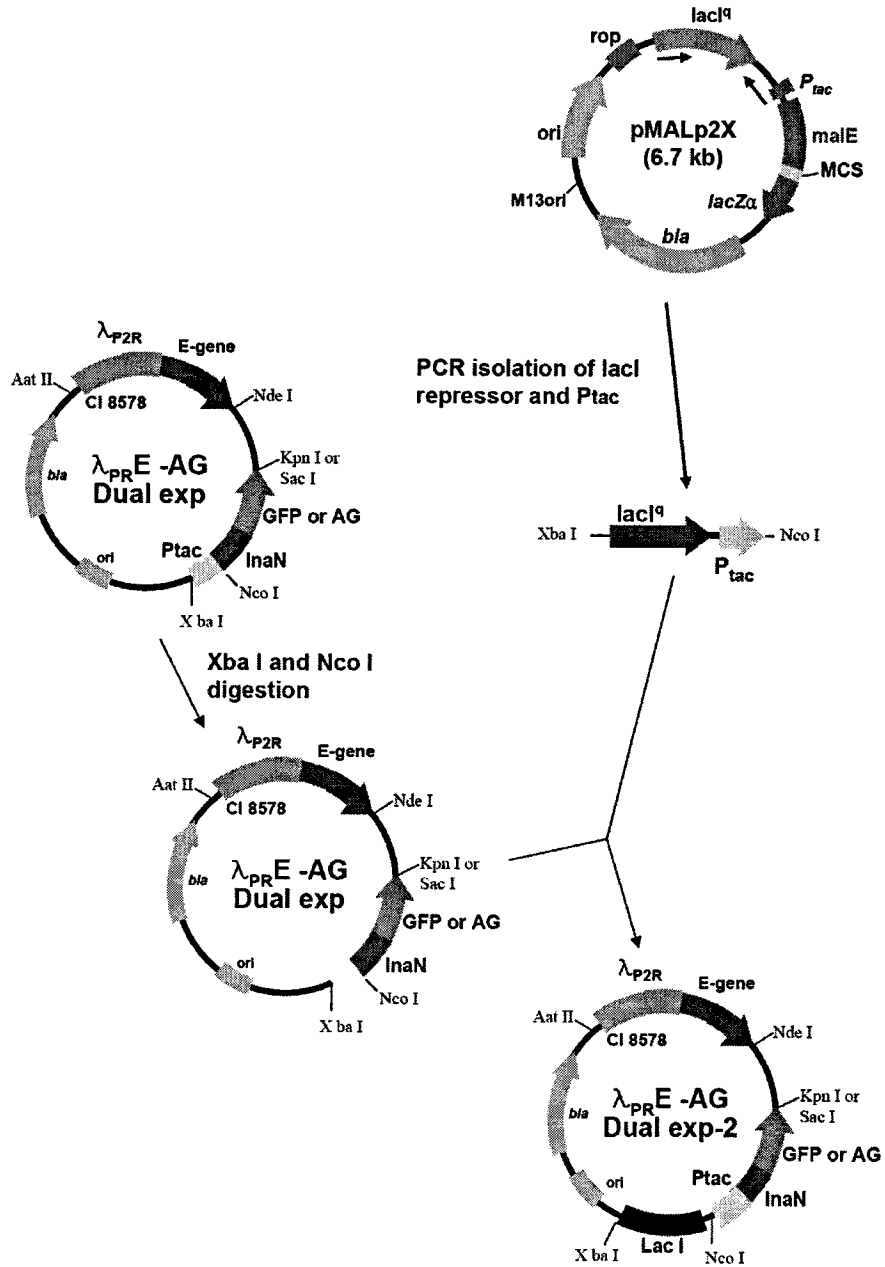 lacIq
rop
Ptac
ori
pMALp2X
(6.7 kb)
malE
MCS
M13ori
lacZα
bla
λP2R
E-gene
Aat II
CI 8578
Nde I
bla
λPRE -AG
Dual exp
Kpn I or
Sac I
GFP or AG
Ptac
InaN
ori
Nco I
X ba I
PCR isolation of lacI
repressor and Ptac
lacIq
Xba I
Nco I
Ptac
Xba I and Nco I
digestion
λP2R
E-gene
Aat II
CI 8578
Nde I
bla
λPRE -AG
Dual exp
Kpn I or
Sac I
GFP or AG
InaN
ori
Nco I
X ba I
λP2R
E-gene
Aat II
CI 8578
Nde I
bla
λPRE -AG
Dual exp-2
Kpn I or
Sac I
GFP or AG
Ptac
InaN
ori
Lac I
X ba I
Nco I